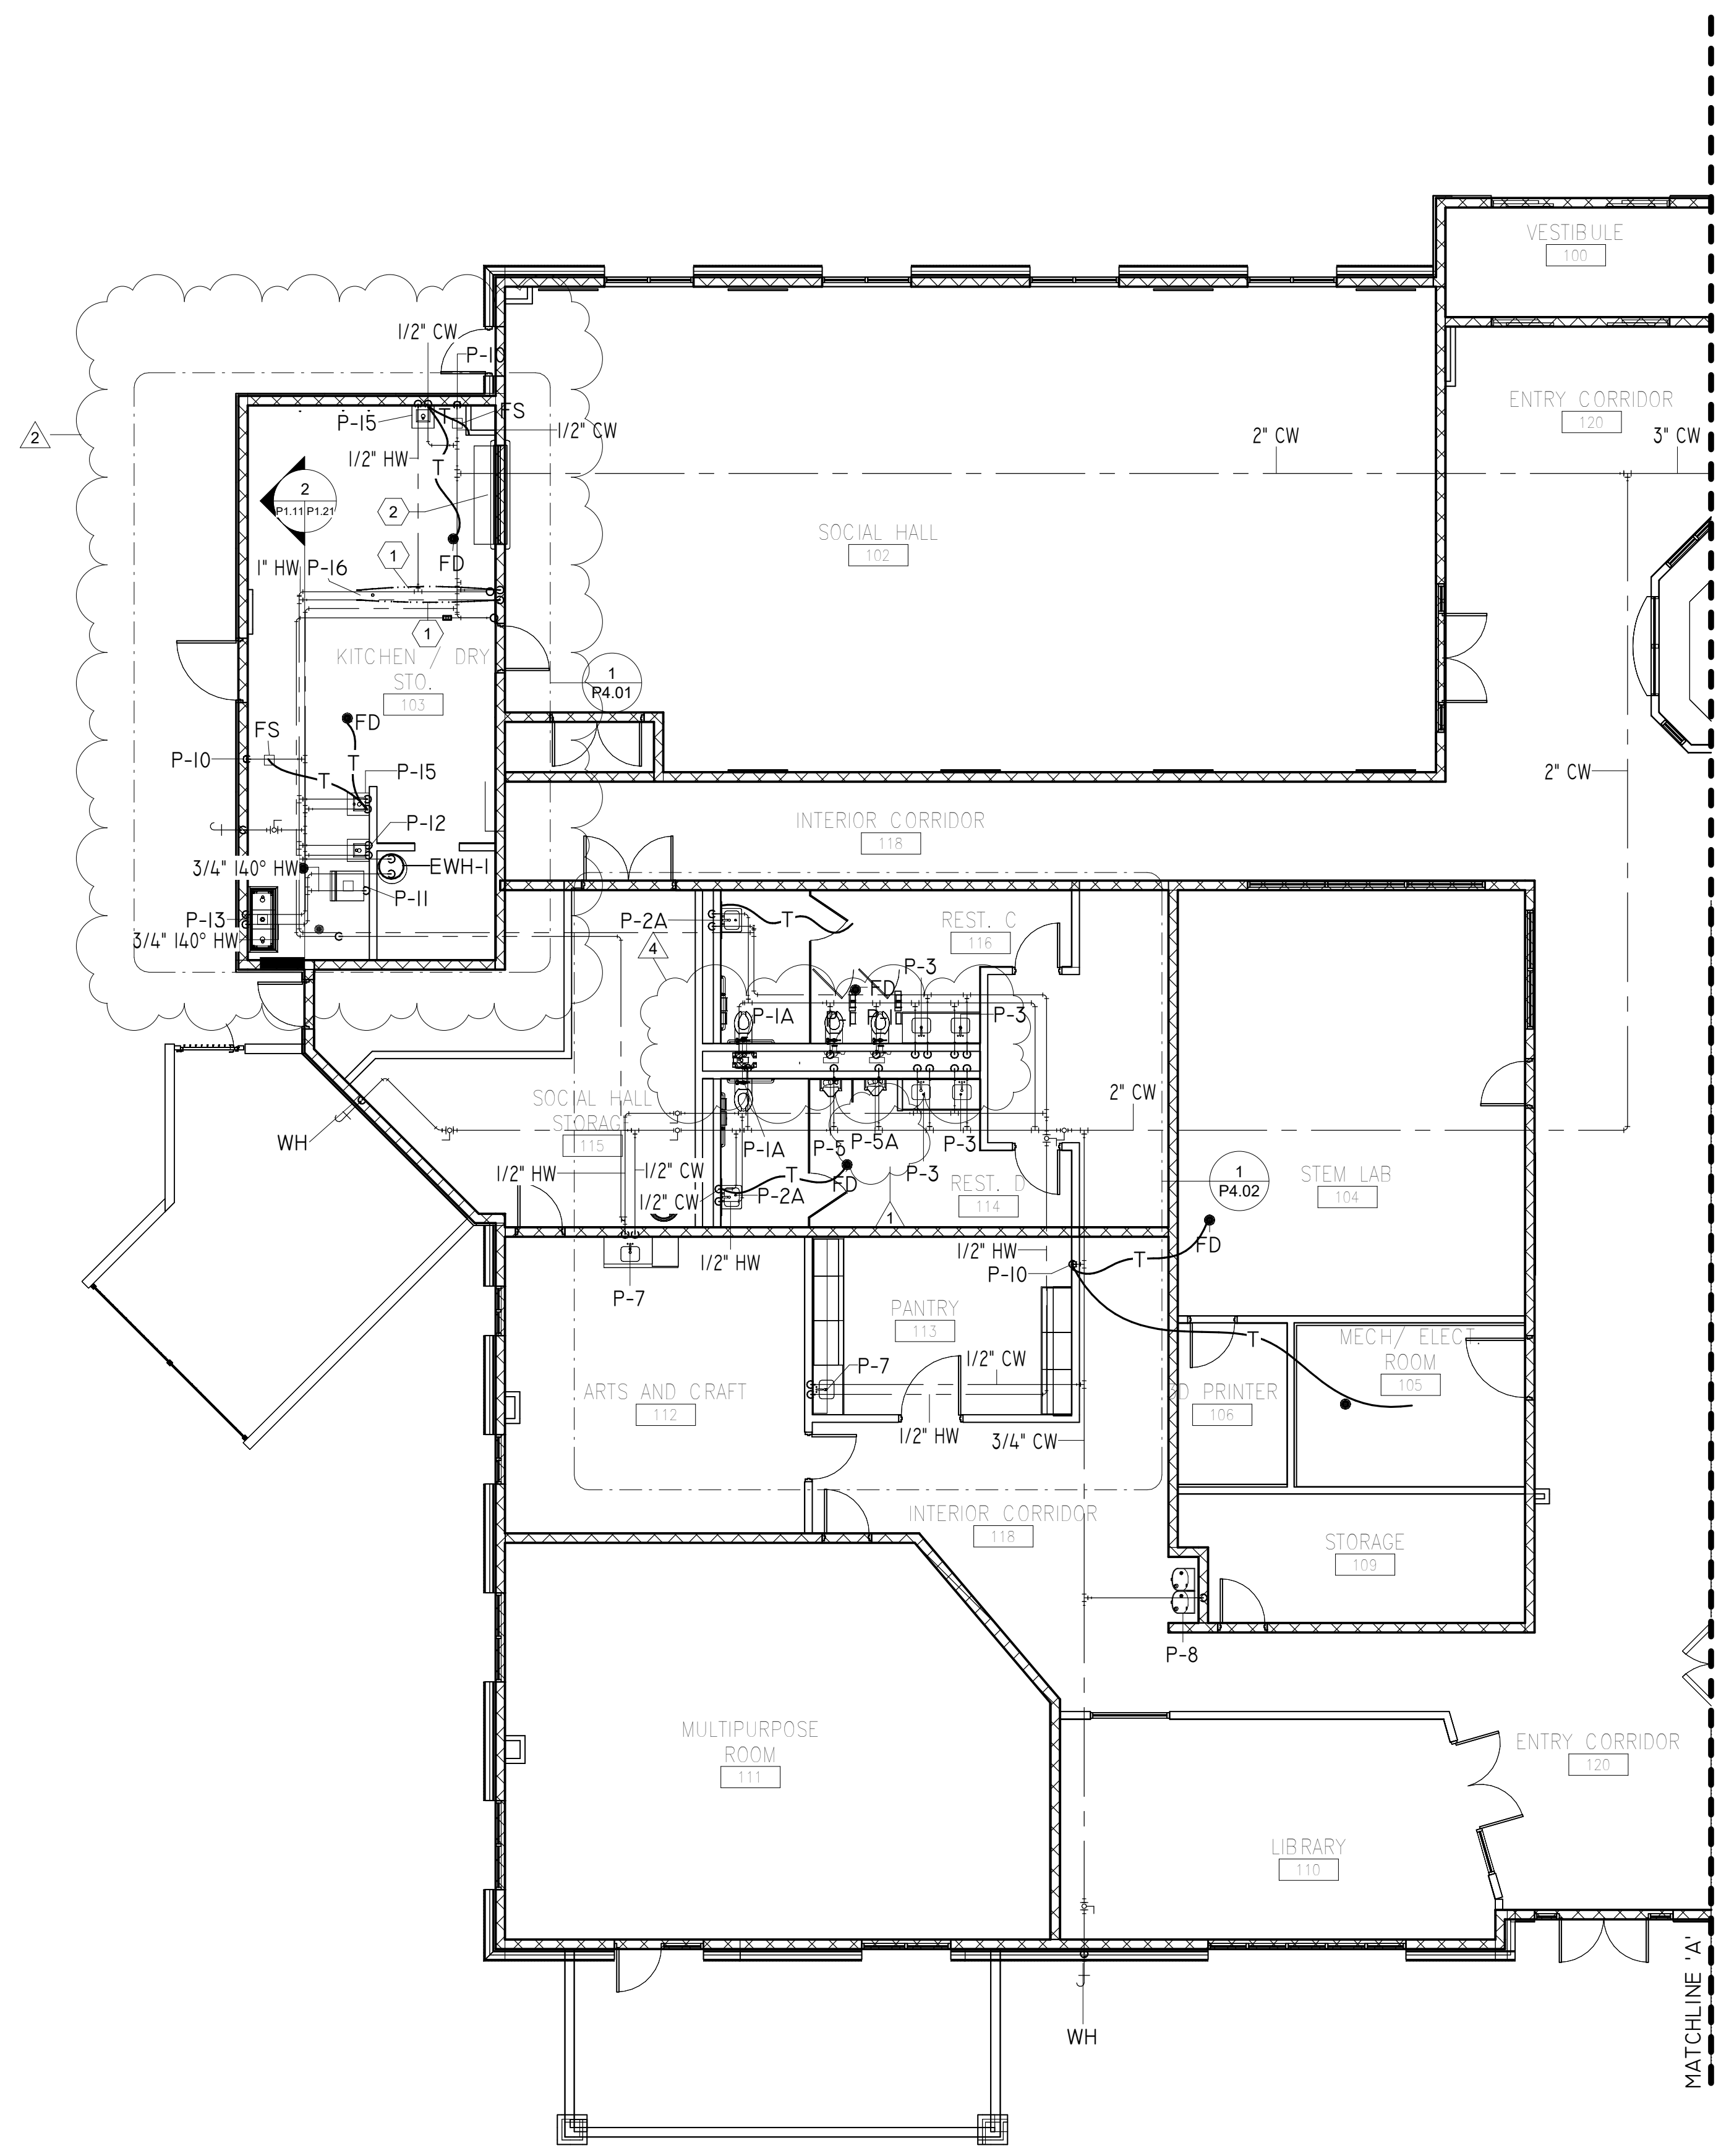 VESTIBULE
100
1/2" CW
P-10
ENTRY CORRIDOR
120
P-15
T
FS
1/2" CW
2" CW
3" CW
2
1/2" HW
T
2
P1.11
P1.21
2
SOCIAL HALL
102
1
FD
1" HW
P-16
1
KITCHEN / DRY
STO.
103
1
P4.01
FS
FD
P-10
T
T
P-15
2" CW
P-12
INTERIOR CORRIDOR
118
3/4" 140° HW
EWH-1
P-11
P-13
3/4" 140° HW
P-2A
T
REST. C
116
4
P-3
FD
P-1A
P-3
SOCIAL HALL
STORAGE
115
2" CW
WH
P-1A
P-5
P-5A
P-3
P-3
1/2" HW
1/2" CW
T
FD
REST. D
114
1/2" CW
P-2A
1
P4.02
STEM LAB
104
1
1/2" HW
1/2" HW
P-10
T
FD
P-7
PANTRY
113
T
MECH/ ELECT.
ROOM
105
1/2" CW
P-7
ARTS AND CRAFT
112
3D PRINTER
106
1/2" HW
3/4" CW
INTERIOR CORRIDOR
118
STORAGE
109
P-8
MULTIPURPOSE
ROOM
111
ENTRY CORRIDOR
120
LIBRARY
110
MATCHLINE 'A'
WH